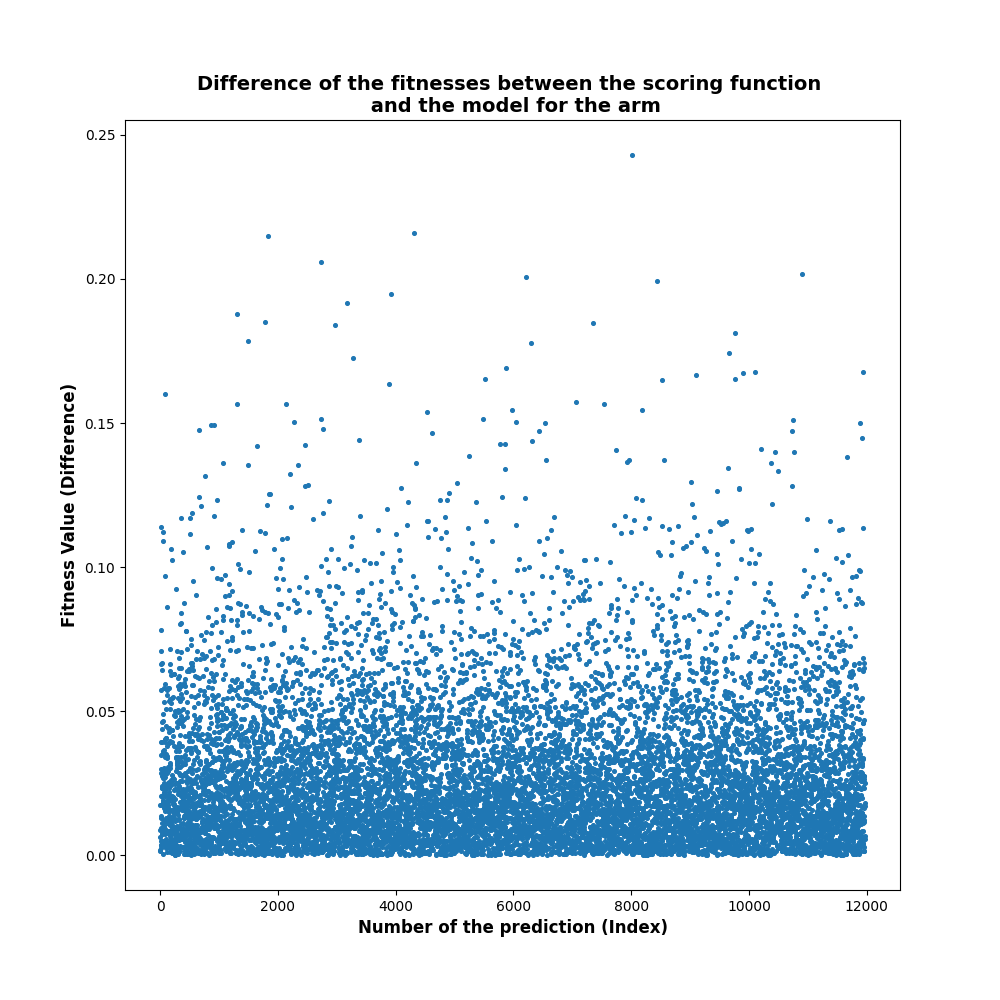 Difference of the fitnesses between the scoring function
and the model for the arm
Fitness Value (Difference)
0.25
0.20
0.15
0.10
0.05
0.00
0 2000 4000 6000 8000 10000 12000
Number of the prediction (Index)